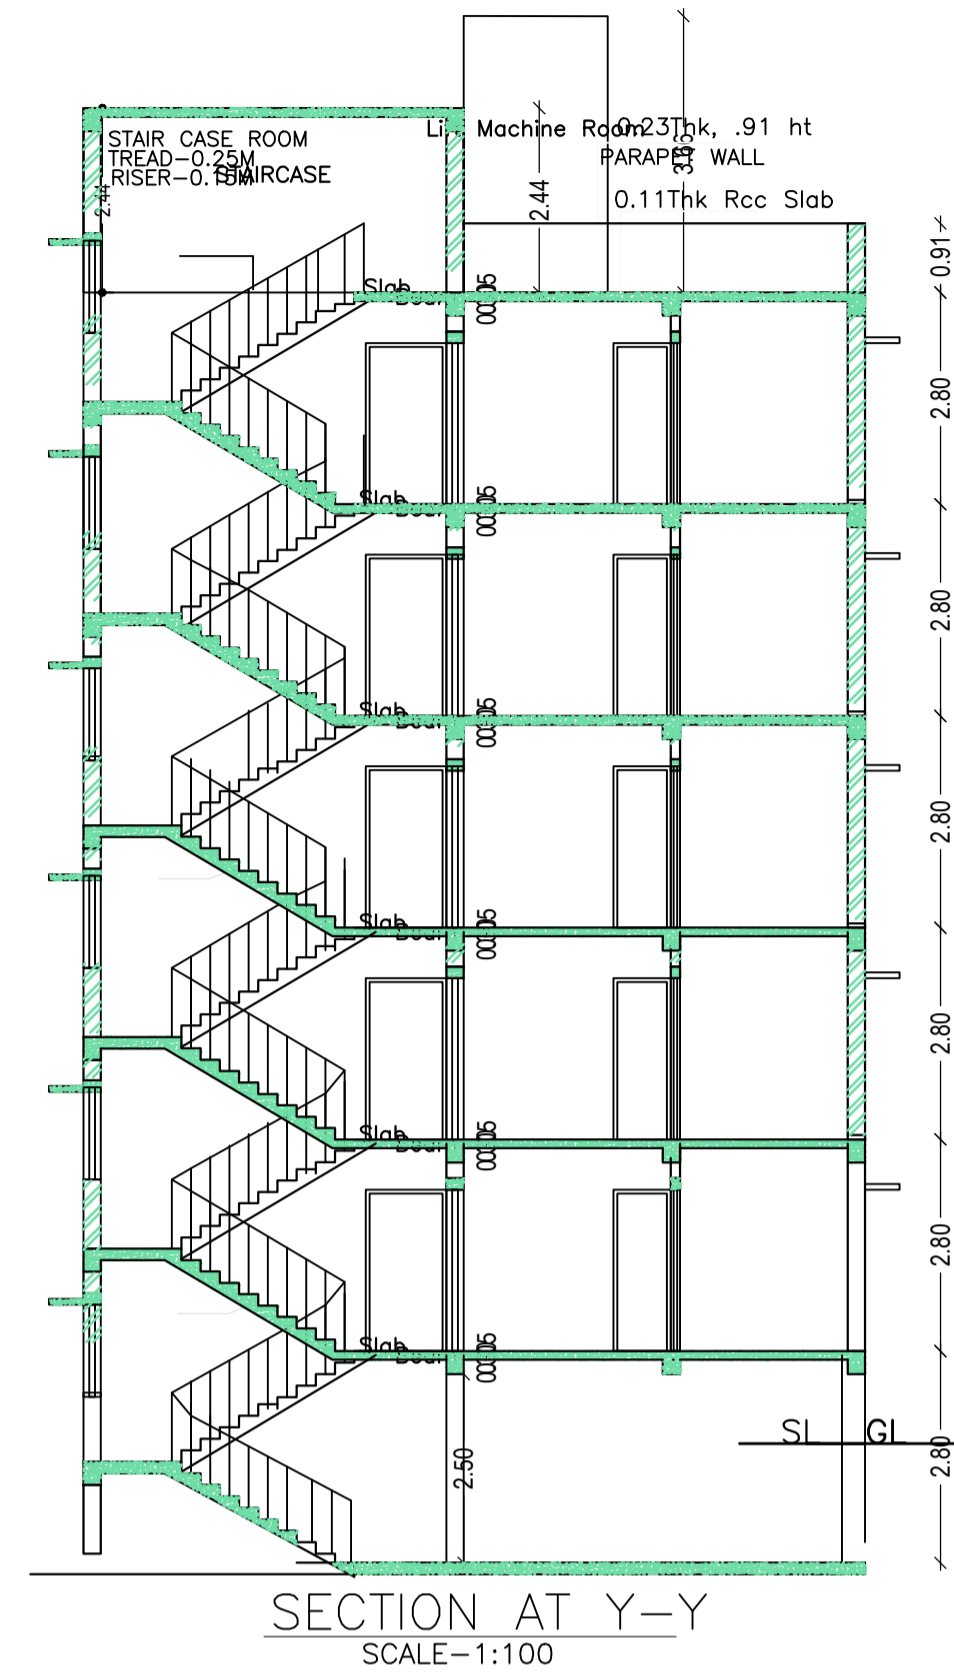 STAIR CASE ROOM
TREAD-0.25M
RISER-0.15M
STAIRCASE
2.44
Machine Room
0.23Thk, .91 ht
PARAPET WALL
0.11Thk Rcc Slab
2.44
0.91
Slab
2.80
Slab
2.80
Slab
2.80
Slab
2.80
Slab
2.80
Slab
2.50
SL
GL
2.80
SECTION AT Y-Y
SCALE-1:100